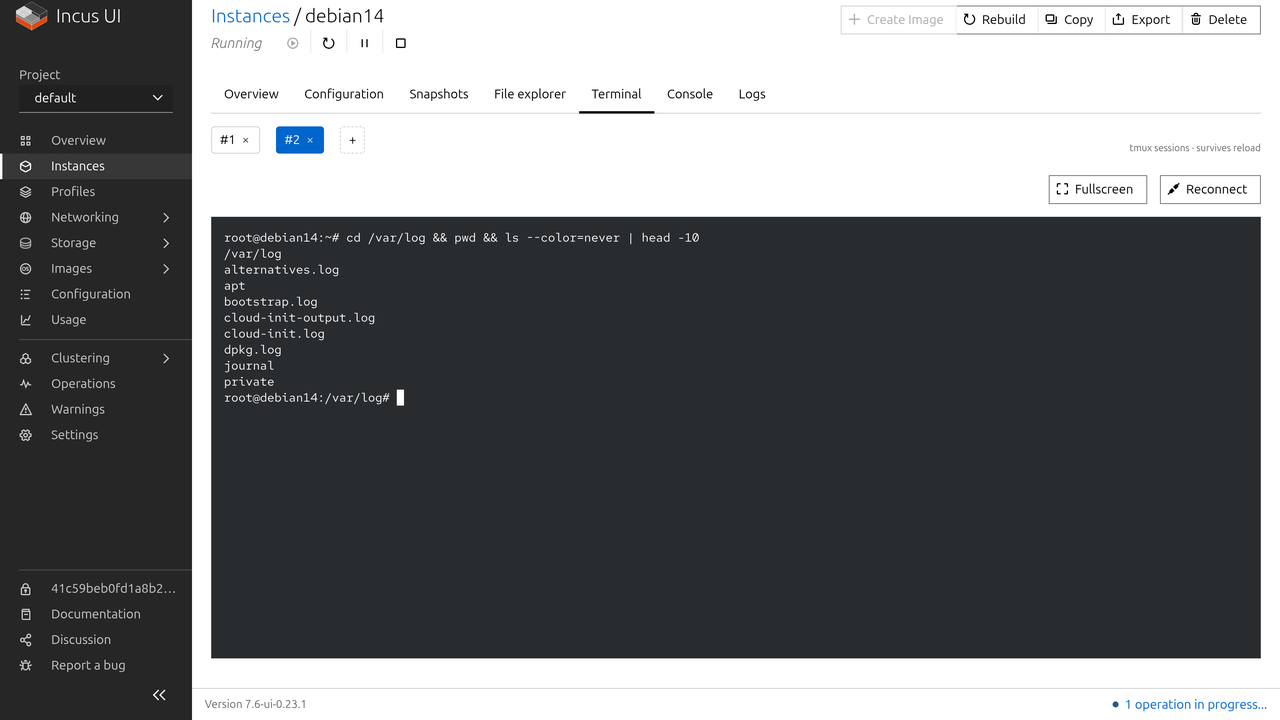 Incus UI
Project
default
Overview
Instances
Profiles
Networking
Storage
Images
Configuration
Usage
Clustering
Operations
Warnings
Settings
41c59beb0fd1a8b2...
Documentation
Discussion
Report a bug
Instances / debian14
Running
Create Image Rebuild Copy Export Delete
Overview Configuration Snapshots File explorer Terminal Console Logs
#1 × #2 × +
tmux sessions · survives reload
Fullscreen Reconnect
root@debian14:~# cd /var/log && pwd && ls --color=never | head -10
/var/log
alternatives.log
apt
bootstrap.log
cloud-init-output.log
cloud-init.log
dpkg.log
journal
private
root@debian14:/var/log#
Version 7.6-ui-0.23.1
1 operation in progress...